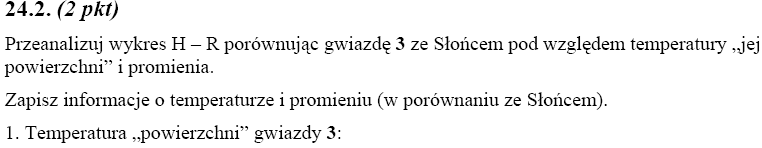 24.2. (2 pkt)
Przeanalizuj wykres H – R porównując gwiazdę 3 ze Słońcem pod względem temperatury „jej
powierzchni” i promienia.
Zapisz informacje o temperaturze i promieniu (w porównaniu ze Słońcem).
1. Temperatura „powierzchni” gwiazdy 3: